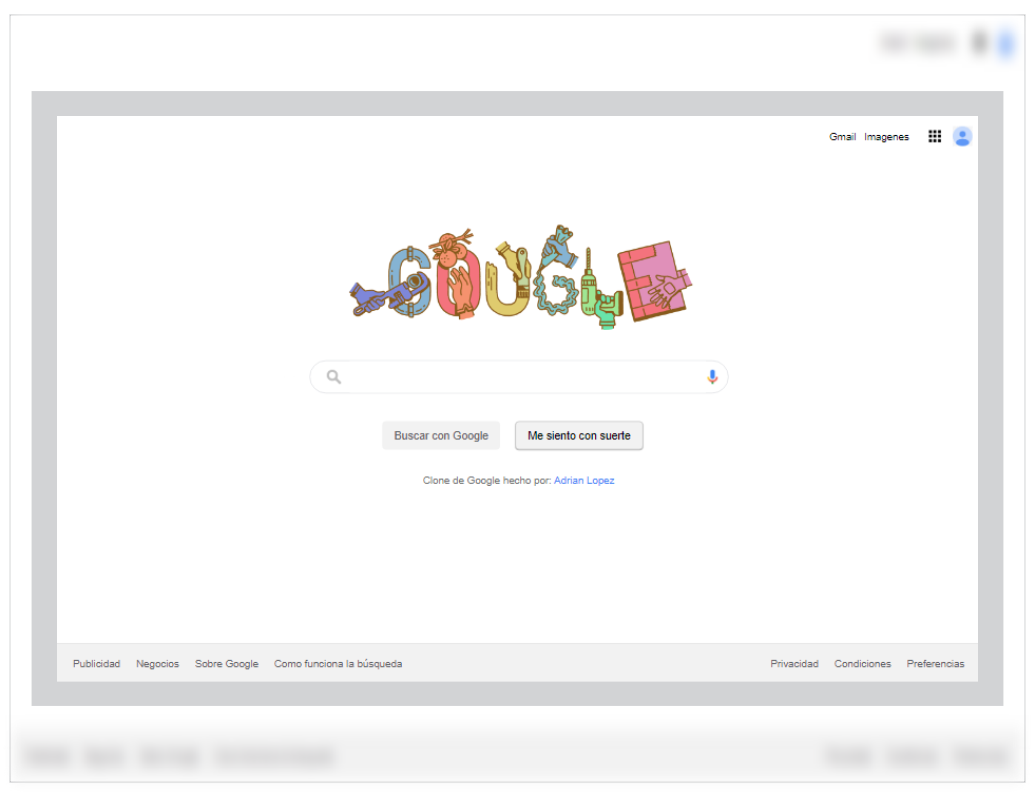 Gmail Imagenes
GOUGLE
Buscar con Google Me siento con suerte
Clone de Google hecho por: Adrian Lopez
Publicidad Negocios Sobre Google Como funciona la búsqueda Privacidad Condiciones Preferencias